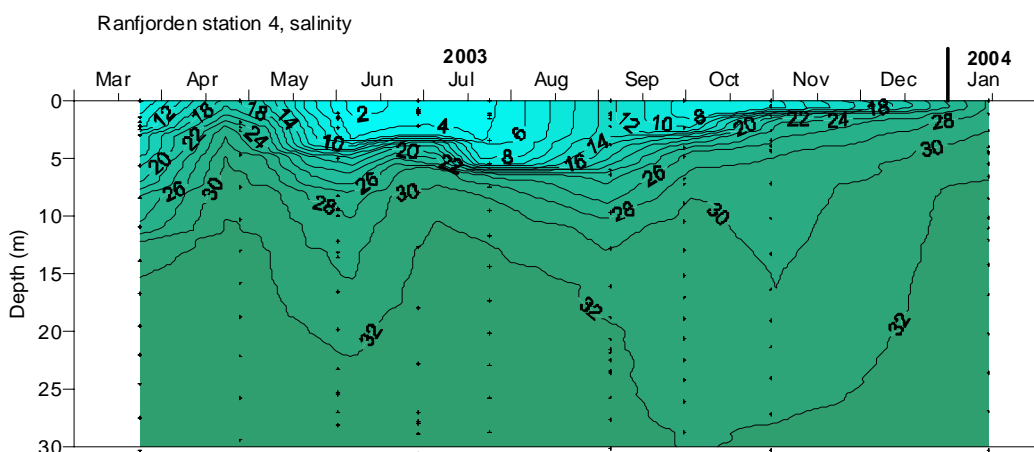 Ranfjorden station 4, salinity
2003 2004
Mar Apr May Jun Jul Aug Sep Oct Nov Dec Jan
Depth (m)
0
5
10
15
20
25
30
12 18 18 14 2 4 6 14 12 10 8 18 28
22 24 10 20 22 8 16 20 22 24 30
20 26 30 28 26 30 26 28 30
32 32 32